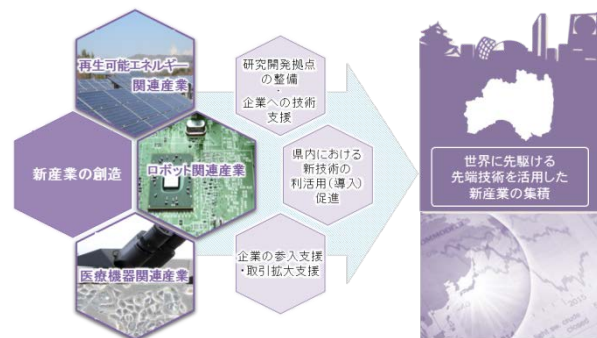 再生可能エネルギー
関連産業
新産業の創造
ロボット関連産業
医療機器関連産業
研究開発拠点
の整備
・
企業への技術
支援
県内における
新技術の
利活用(導入)
促進
企業の参入支援
・取引拡大支援
世界に先駆ける
先端技術を活用した
新産業の集積
2015
light sw. crude
closed